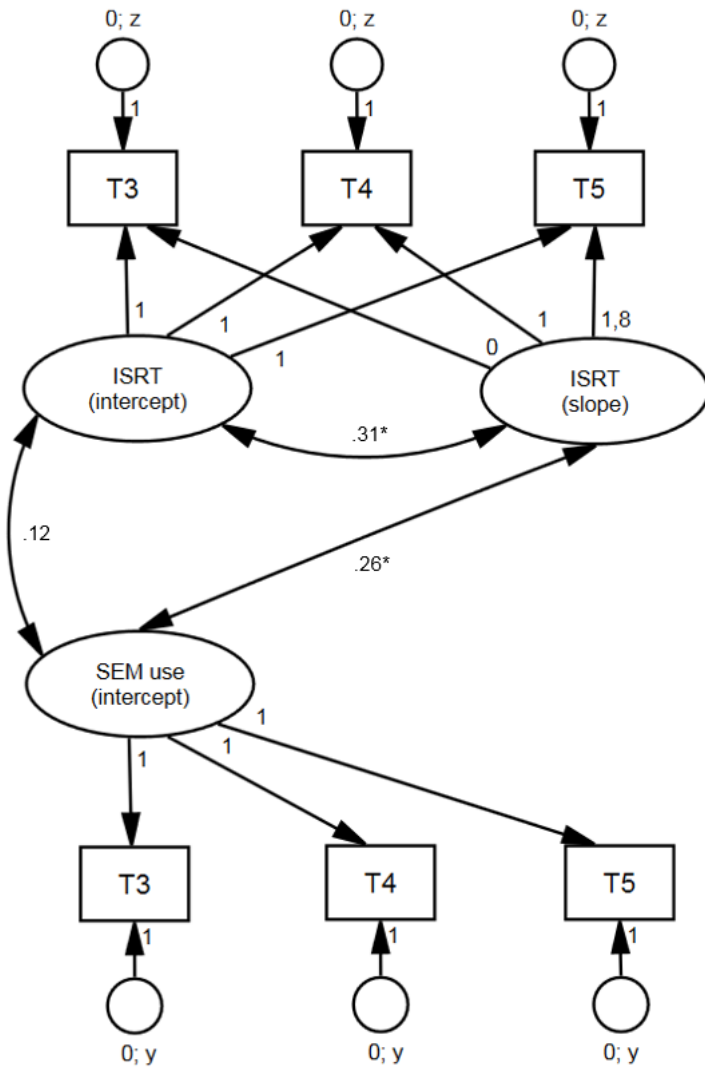 0; z
0; z
0; z
1
1
1
T3
T4
T5
1
1
1
0
1
1,8
ISRT
(intercept)
ISRT
(slope)
.31*
.12
.26*
SEM use
(intercept)
1
1
1
T3
T4
T5
1
1
1
0; y
0; y
0; y